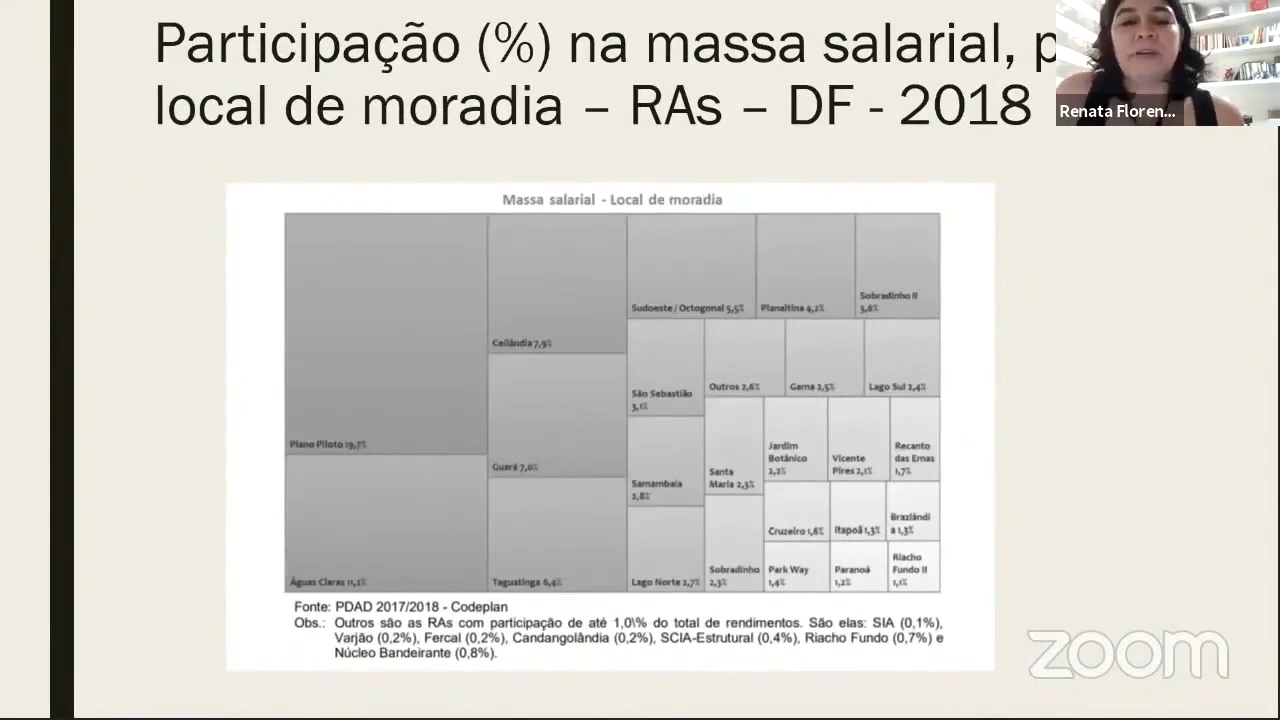 Participação (%) na massa salarial, p
local de moradia – RAs – DF - 2018
Renata Floren...
Massa salarial - Local de moradia
Plano Piloto 19,7%
Águas Claras 11,2%
Ceilândia 7,9%
Guará 7,0%
Taguatinga 6,4%
Sudoeste / Octogonal 5,5%
Planaltina 4,2%
Sobradinho II
3,8%
São Sebastião
3,1%
Outros 2,6%
Gama 2,5%
Lago Sul 2,4%
Samambaia
2,8%
Lago Norte 2,7%
Santa
Maria 2,3%
Sobradinho
2,3%
Jardim
Botânico
2,2%
Vicente
Pires 2,1%
Recanto
das Emas
1,7%
Cruzeiro 1,6%
Itapoã 1,3%
Brazlândi
a 1,3%
Park Way
1,4%
Paranoá
1,2%
Riacho
Fundo II
1,1%
Fonte: PDAD 2017/2018 - Codeplan
Obs.: Outros são as RAs com participação de até 1,0\% do total de rendimentos. São elas: SIA (0,1%),
Varjão (0,2%), Fercal (0,2%), Candangolândia (0,2%), SCIA-Estrutural (0,4%), Riacho Fundo (0,7%) e
Núcleo Bandeirante (0,8%).
zoom